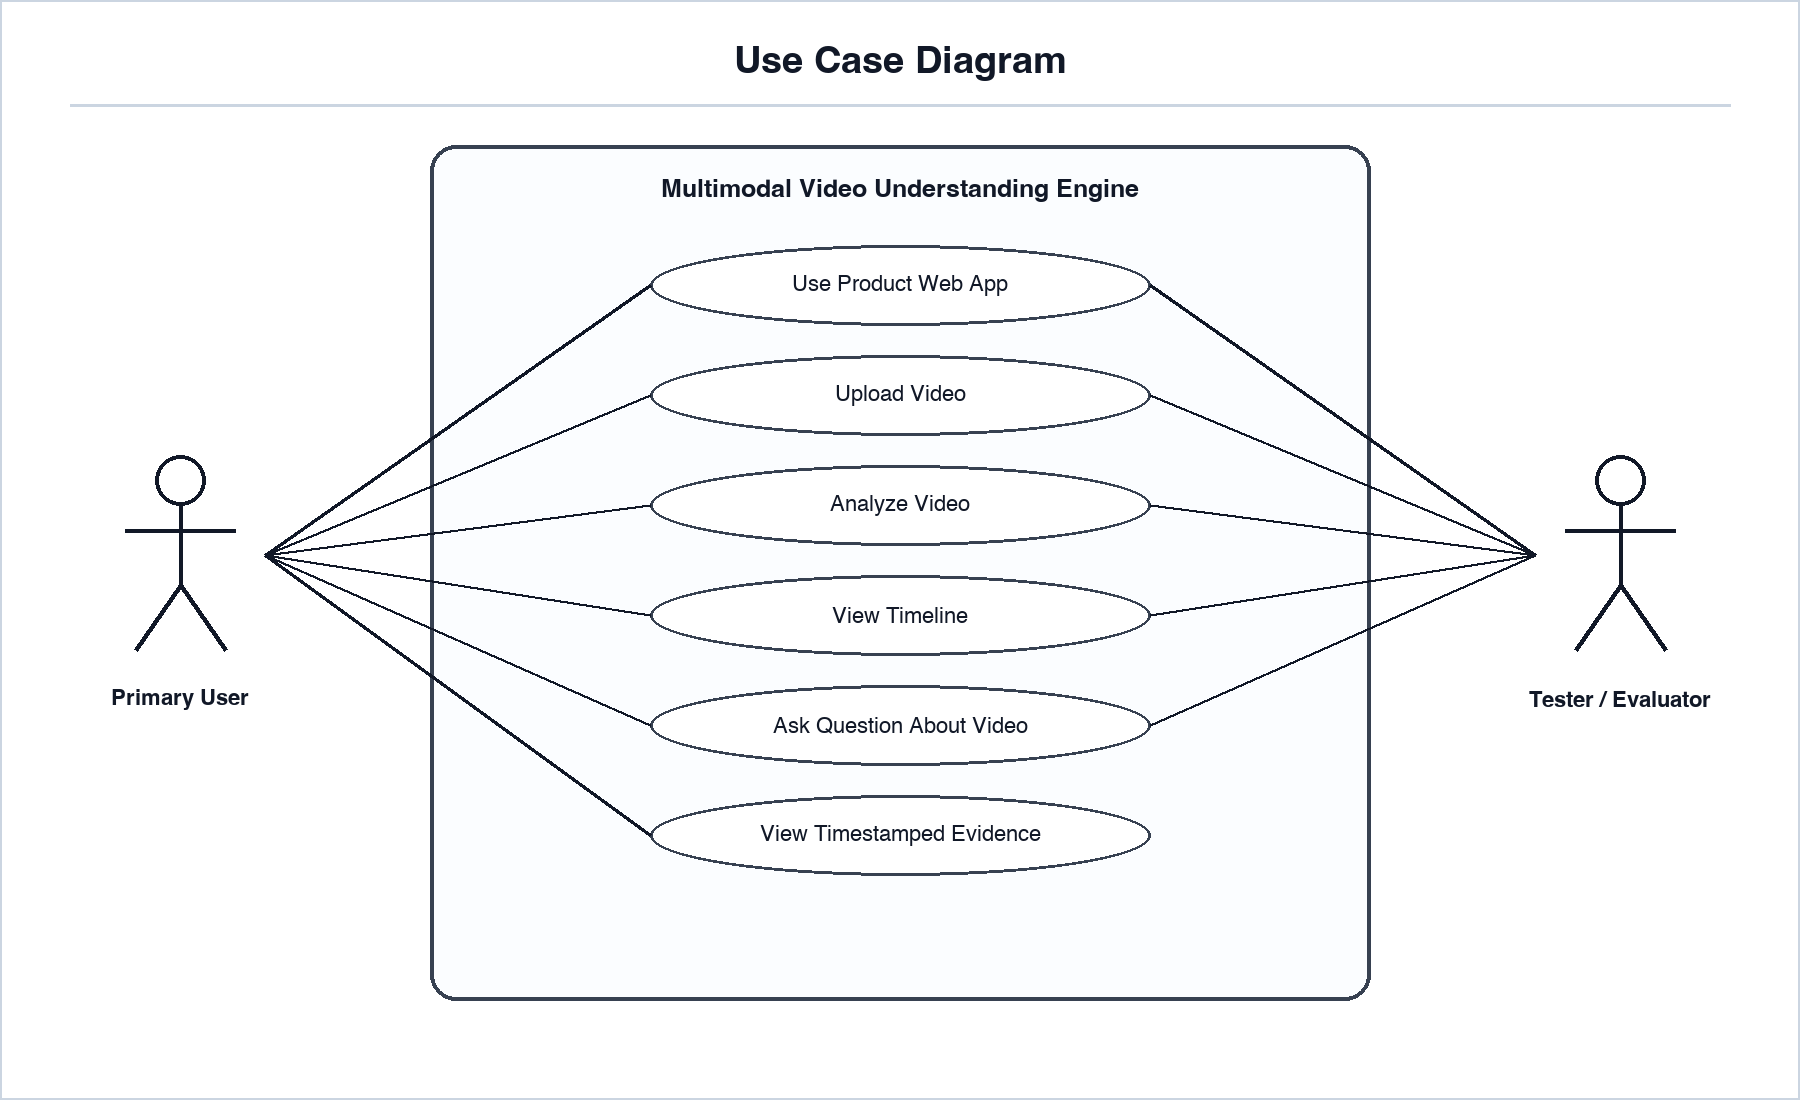 Use Case Diagram
Multimodal Video Understanding Engine
Use Product Web App
Upload Video
Analyze Video
View Timeline
Ask Question About Video
View Timestamped Evidence
Primary User
Tester / Evaluator